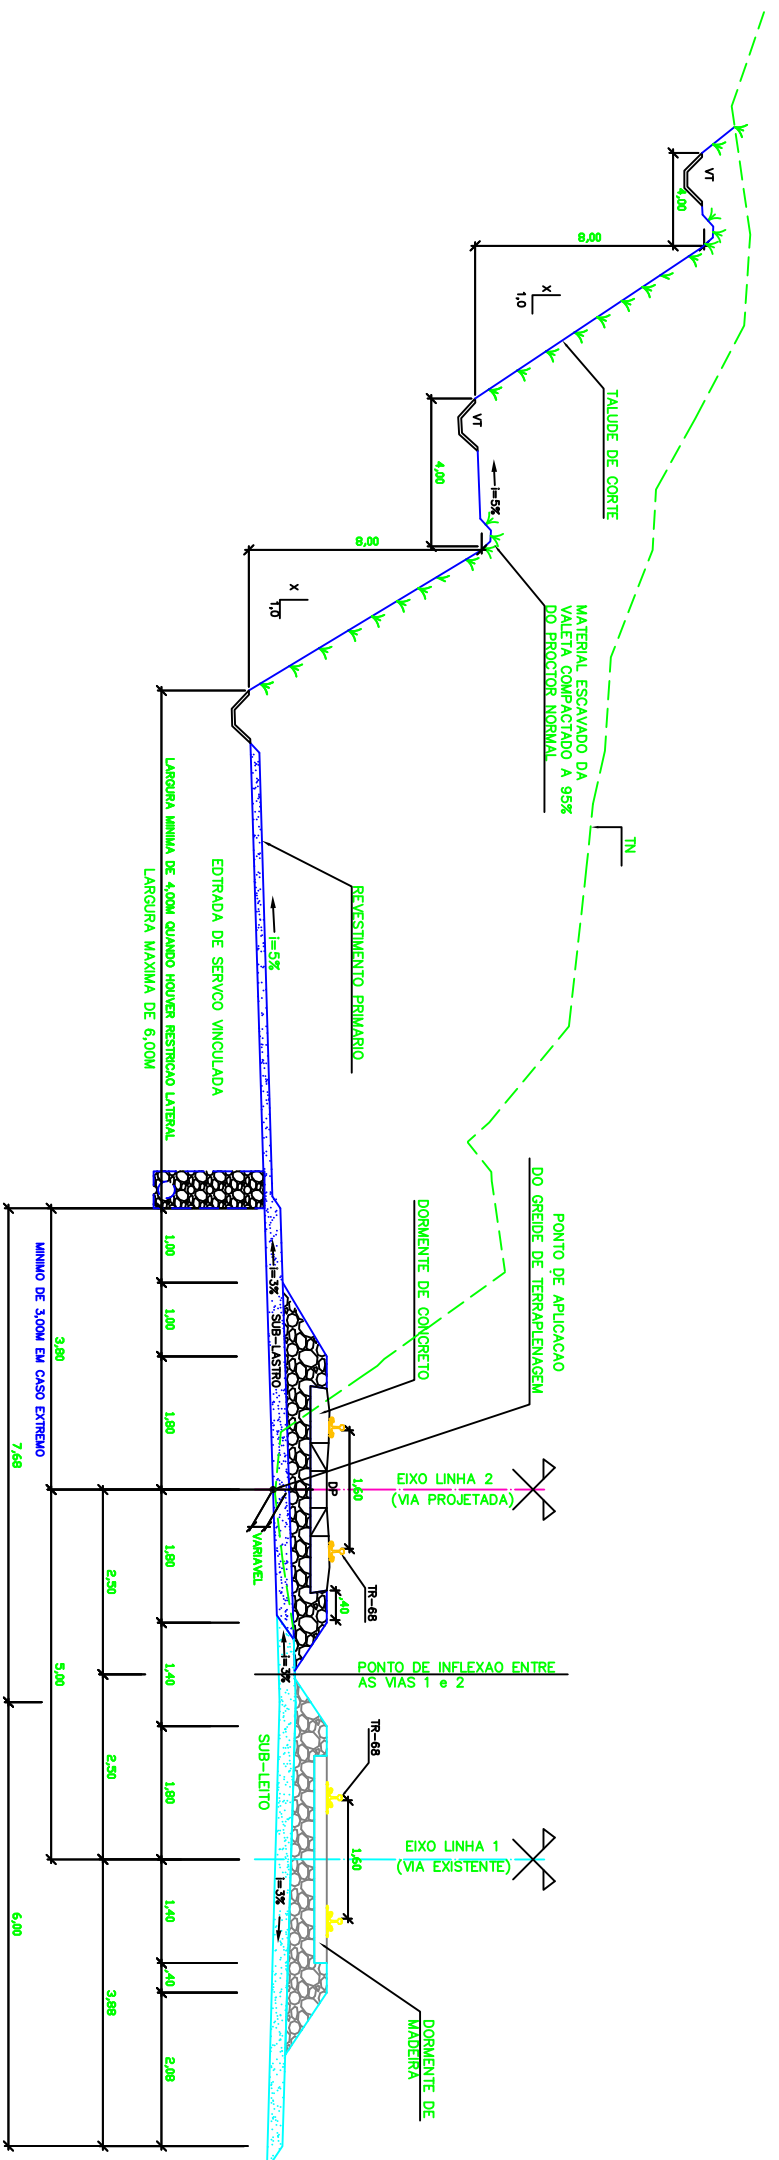 VT
4,00
8,00
X
1,0
TALUDE DE CORTE
VT
i=5%
4,00
8,00
X
1,0
MATERIAL ESCAVADO DA
VALETA COMPACTADO A 95%
DO PROCTOR NORMAL
TN
REVESTIMENTO PRIMARIO
i=5%
EDTRADA DE SERVCO VINCULADA
LARGURA MINIMA DE 4,00M QUANDO HOUVER RESTRICAO LATERAL
LARGURA MAXIMA DE 6,00M
PONTO DE APLICACAO
DO GREIDE DE TERRAPLENAGEM
DORMENTE DE CONCRETO
i=3%
SUB-LASTRO
EIXO LINHA 2
(VIA PROJETADA)
1,60
DP
TR-68
,40
VARIAVEL
i=3%
PONTO DE INFLEXAO ENTRE
AS VIAS 1 e 2
TR-68
SUB-LEITO
EIXO LINHA 1
(VIA EXISTENTE)
1,60
i=3%
DORMENTE DE
MADEIRA
1,00
1,00
1,80
1,80
1,40
1,80
1,40
,40
2,08
2,50
2,50
3,88
MINIMO DE 3,00M EM CASO EXTREMO
3,80
5,00
7,68
6,00